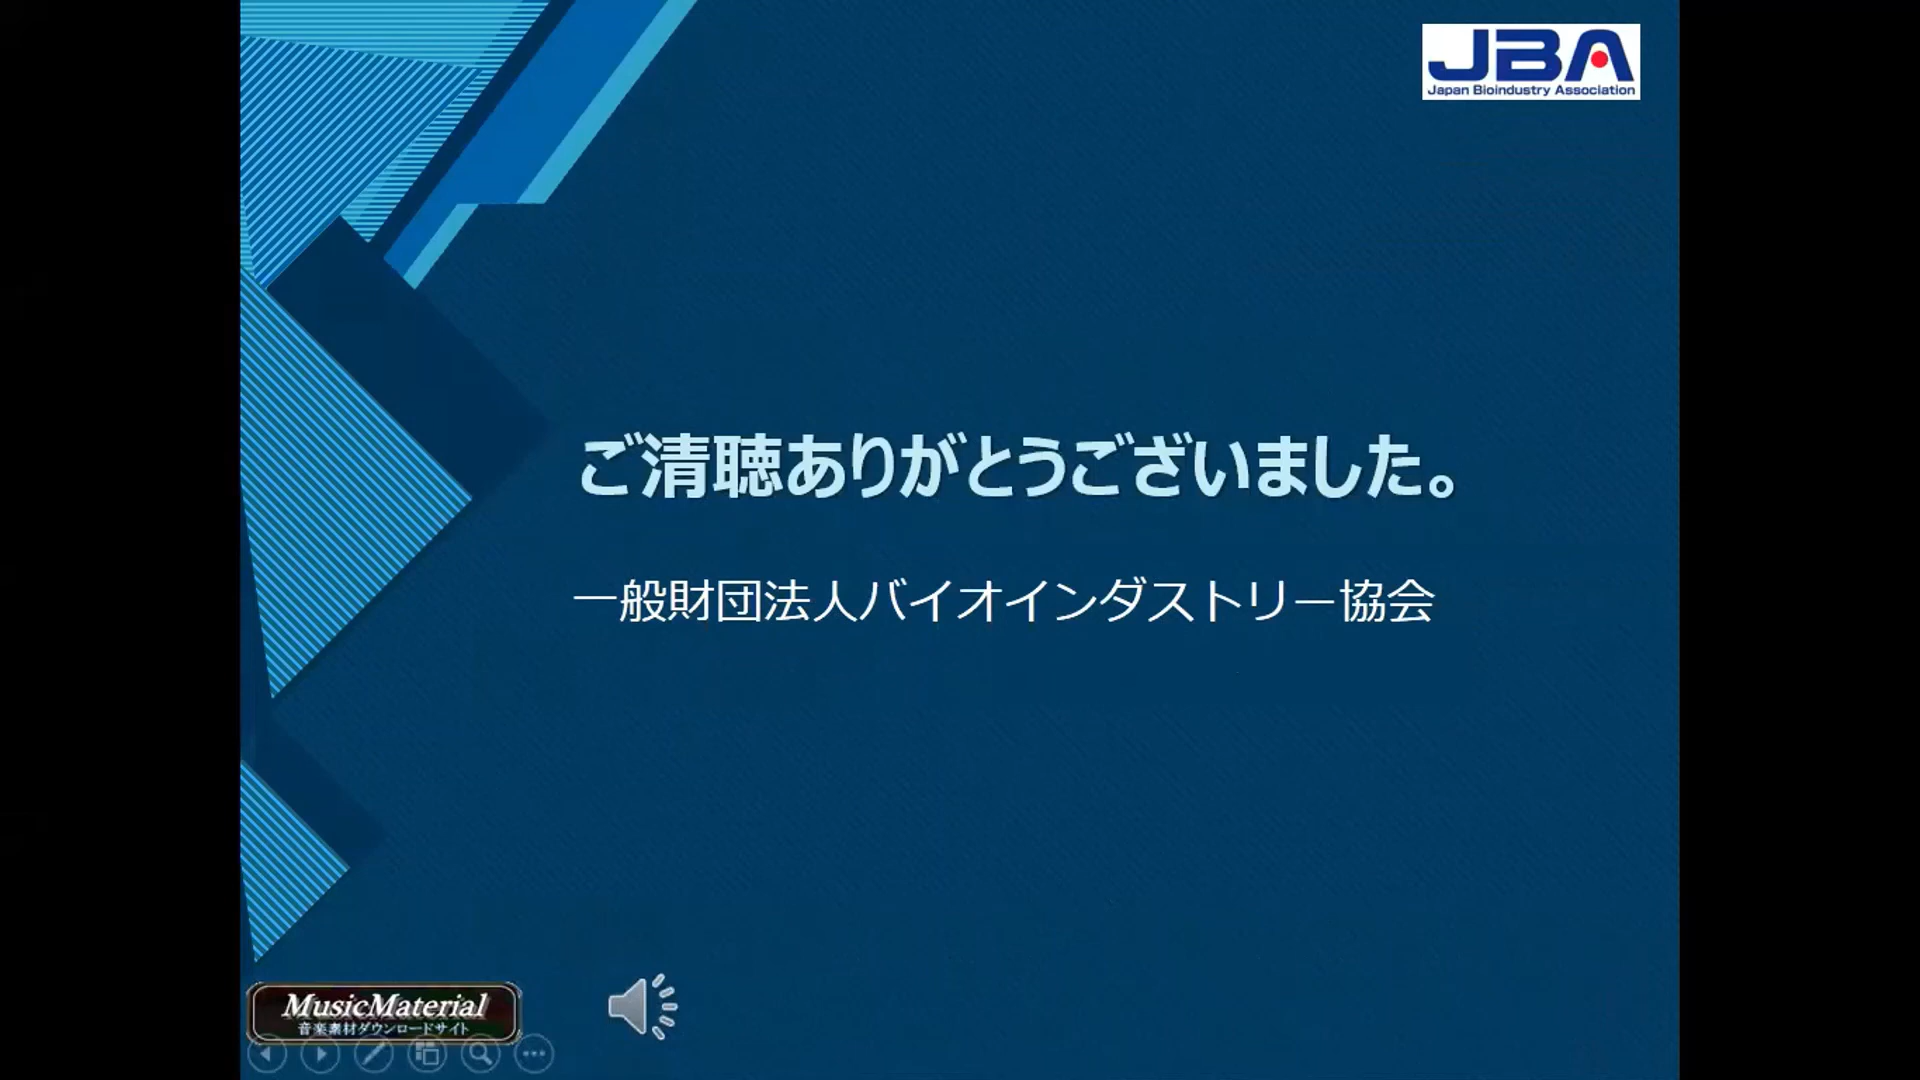 JBA
Japan Bioindustry Association
ご清聴ありがとうございました。
一般財団法人バイオインダストリー協会
MusicMaterial
音楽素材ダウンロードサイト